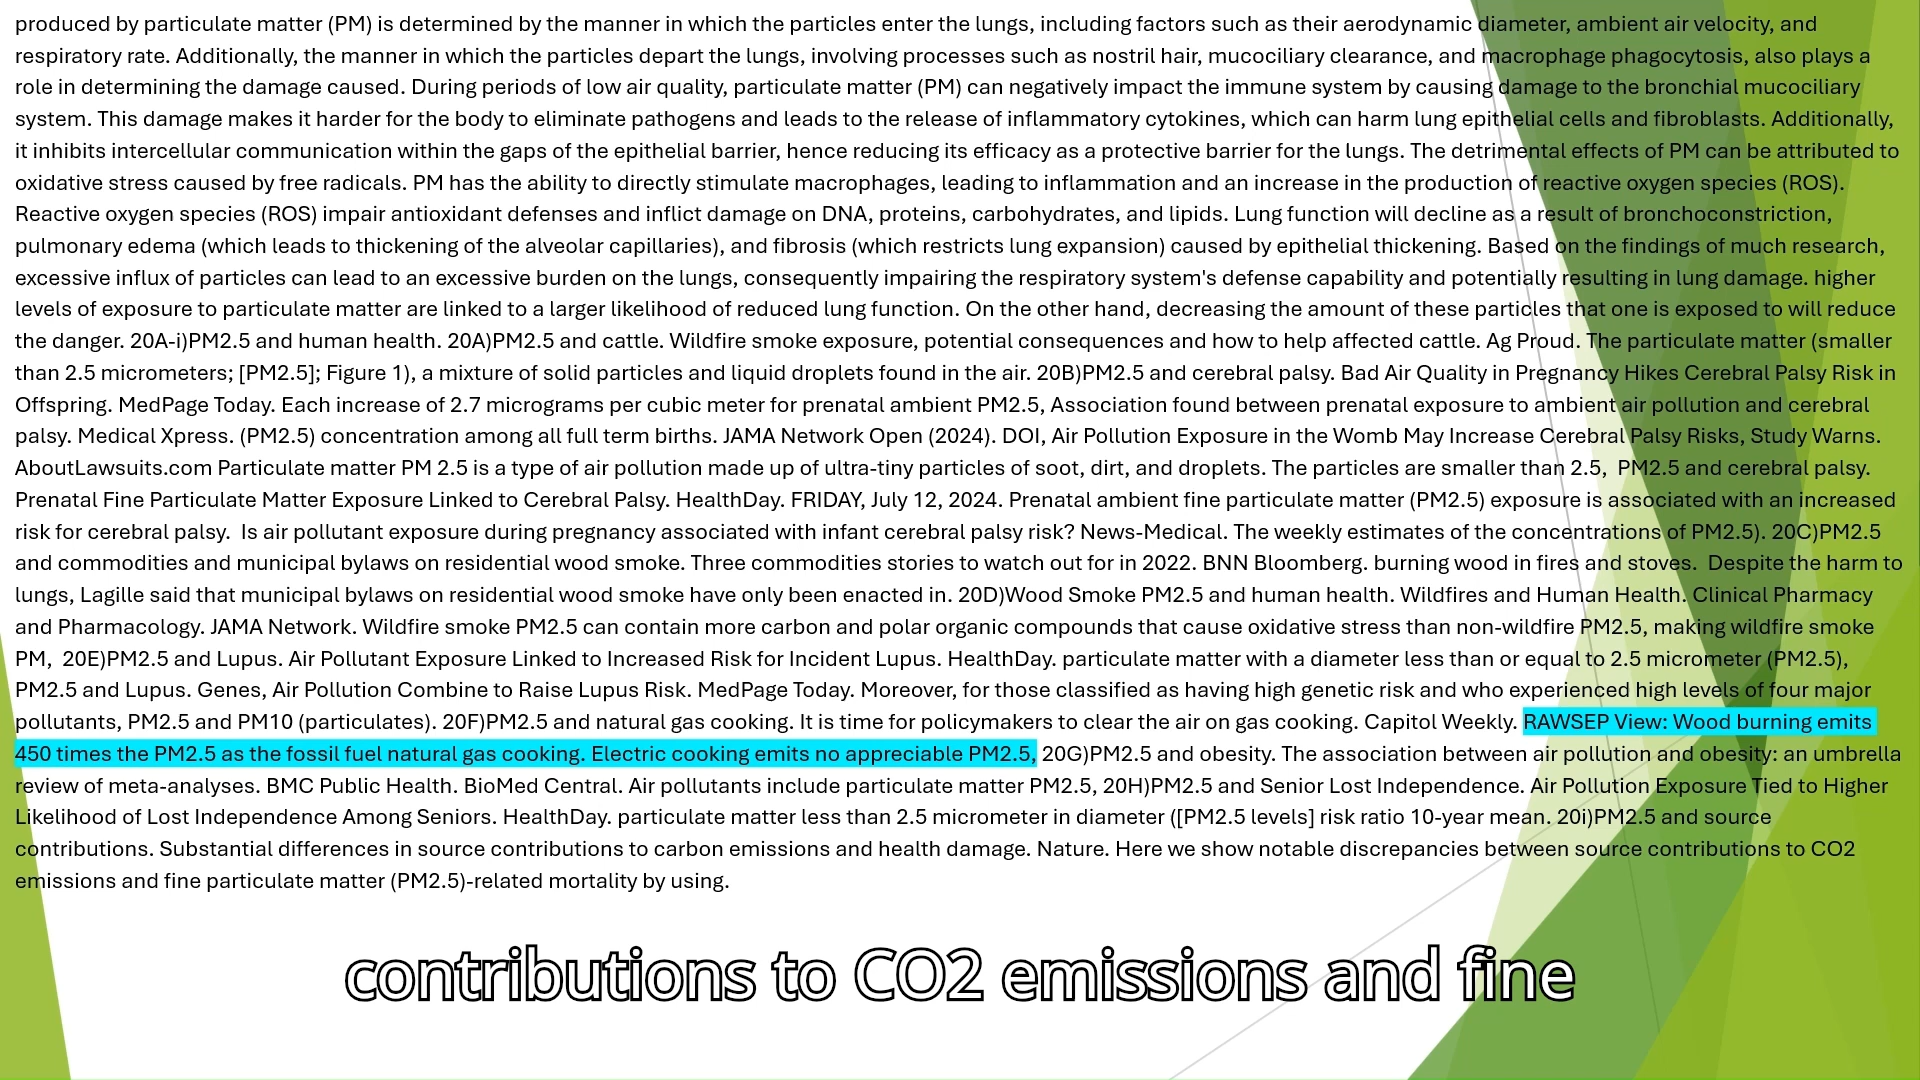 produced by particulate matter (PM) is determined by the manner in which the particles enter the lungs, including factors such as their aerodynamic diameter, ambient air velocity, and
respiratory rate. Additionally, the manner in which the particles depart the lungs, involving processes such as nostril hair, mucociliary clearance, and macrophage phagocytosis, also plays a
role in determining the damage caused. During periods of low air quality, particulate matter (PM) can negatively impact the immune system by causing damage to the bronchial mucociliary
system. This damage makes it harder for the body to eliminate pathogens and leads to the release of inflammatory cytokines, which can harm lung epithelial cells and fibroblasts. Additionally,
it inhibits intercellular communication within the gaps of the epithelial barrier, hence reducing its efficacy as a protective barrier for the lungs. The detrimental effects of PM can be attributed to
oxidative stress caused by free radicals. PM has the ability to directly stimulate macrophages, leading to inflammation and an increase in the production of reactive oxygen species (ROS).
Reactive oxygen species (ROS) impair antioxidant defenses and inflict damage on DNA, proteins, carbohydrates, and lipids. Lung function will decline as a result of bronchoconstriction,
pulmonary edema (which leads to thickening of the alveolar capillaries), and fibrosis (which restricts lung expansion) caused by epithelial thickening. Based on the findings of much research,
excessive influx of particles can lead to an excessive burden on the lungs, consequently impairing the respiratory system's defense capability and potentially resulting in lung damage. higher
levels of exposure to particulate matter are linked to a larger likelihood of reduced lung function. On the other hand, decreasing the amount of these particles that one is exposed to will reduce
the danger. 20A-i)PM2.5 and human health. 20A)PM2.5 and cattle. Wildfire smoke exposure, potential consequences and how to help affected cattle. Ag Proud. The particulate matter (smaller
than 2.5 micrometers; [PM2.5]; Figure 1), a mixture of solid particles and liquid droplets found in the air. 20B)PM2.5 and cerebral palsy. Bad Air Quality in Pregnancy Hikes Cerebral Palsy Risk in
Offspring. MedPage Today. Each increase of 2.7 micrograms per cubic meter for prenatal ambient PM2.5, Association found between prenatal exposure to ambient air pollution and cerebral
palsy. Medical Xpress. (PM2.5) concentration among all full term births. JAMA Network Open (2024). DOI, Air Pollution Exposure in the Womb May Increase Cerebral Palsy Risks, Study Warns.
AboutLawsuits.com Particulate matter PM 2.5 is a type of air pollution made up of ultra-tiny particles of soot, dirt, and droplets. The particles are smaller than 2.5,  PM2.5 and cerebral palsy.
Prenatal Fine Particulate Matter Exposure Linked to Cerebral Palsy. HealthDay. FRIDAY, July 12, 2024. Prenatal ambient fine particulate matter (PM2.5) exposure is associated with an increased
risk for cerebral palsy.  Is air pollutant exposure during pregnancy associated with infant cerebral palsy risk? News-Medical. The weekly estimates of the concentrations of PM2.5). 20C)PM2.5
and commodities and municipal bylaws on residential wood smoke. Three commodities stories to watch out for in 2022. BNN Bloomberg. burning wood in fires and stoves.  Despite the harm to
lungs, Lagille said that municipal bylaws on residential wood smoke have only been enacted in. 20D)Wood Smoke PM2.5 and human health. Wildfires and Human Health. Clinical Pharmacy
and Pharmacology. JAMA Network. Wildfire smoke PM2.5 can contain more carbon and polar organic compounds that cause oxidative stress than non-wildfire PM2.5, making wildfire smoke
PM,  20E)PM2.5 and Lupus. Air Pollutant Exposure Linked to Increased Risk for Incident Lupus. HealthDay. particulate matter with a diameter less than or equal to 2.5 micrometer (PM2.5),
PM2.5 and Lupus. Genes, Air Pollution Combine to Raise Lupus Risk. MedPage Today. Moreover, for those classified as having high genetic risk and who experienced high levels of four major
pollutants, PM2.5 and PM10 (particulates). 20F)PM2.5 and natural gas cooking. It is time for policymakers to clear the air on gas cooking. Capitol Weekly. RAWSEP View: Wood burning emits
450 times the PM2.5 as the fossil fuel natural gas cooking. Electric cooking emits no appreciable PM2.5, 20G)PM2.5 and obesity. The association between air pollution and obesity: an umbrella
review of meta-analyses. BMC Public Health. BioMed Central. Air pollutants include particulate matter PM2.5, 20H)PM2.5 and Senior Lost Independence. Air Pollution Exposure Tied to Higher
Likelihood of Lost Independence Among Seniors. HealthDay. particulate matter less than 2.5 micrometer in diameter ([PM2.5 levels] risk ratio 10-year mean. 20i)PM2.5 and source
contributions. Substantial differences in source contributions to carbon emissions and health damage. Nature. Here we show notable discrepancies between source contributions to CO2
emissions and fine particulate matter (PM2.5)-related mortality by using.
contributions to CO2 emissions and fine